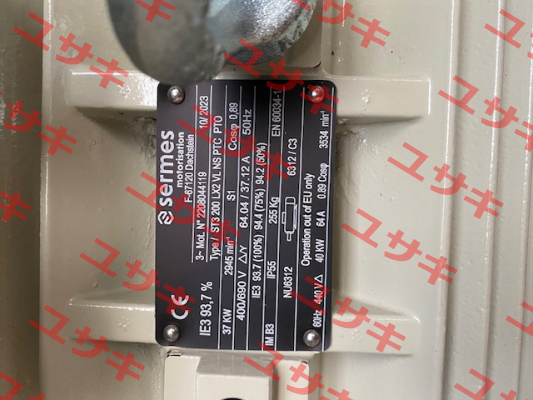 sermes
motorisation
F-67120 Dachstein
3~ Mot. N° 2208044119 10/2023
Type / ST3 200 LX2 VL NS PTC PTO
CE IE3 93,7 %
37 KW 2945 min⁻¹ S1 Cosφ 0,89
400/690 V △/Y 64.04 / 37.12 A 50Hz
IE3 93.7 (100%) 94.4 (75%) 94.2 (50%)
IM B3 IP55 255 Kg EN 60034-1
NU6312 6312 / C3
Operation out of EU only
60Hz 440 V△ 40 KW 64 A 0.89 Cosφ 3534 min⁻¹
ユサキ
ユサキ
ユサキ
ユサキ
ユサキ
ユサキ
ユサキ
ユサキ